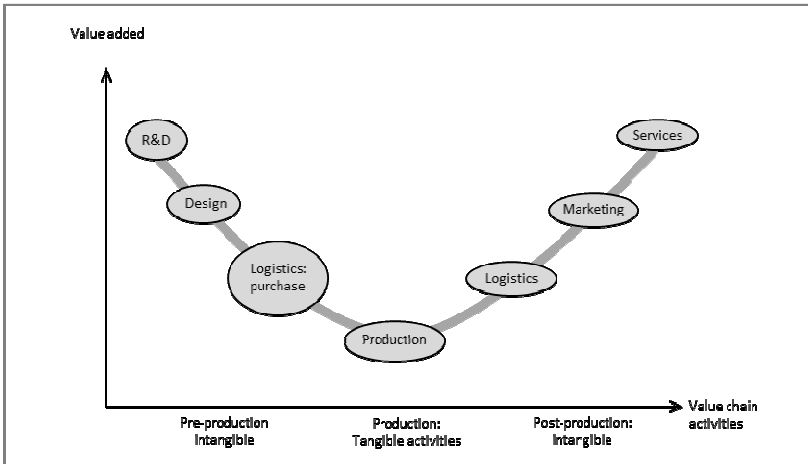 Value added
R&D
Services
Design
Marketing
Logistics:
purchase
Logistics
Production
Value chain
activities
Pre-production
Intangible
Production:
Tangible activities
Post-production:
Intangible